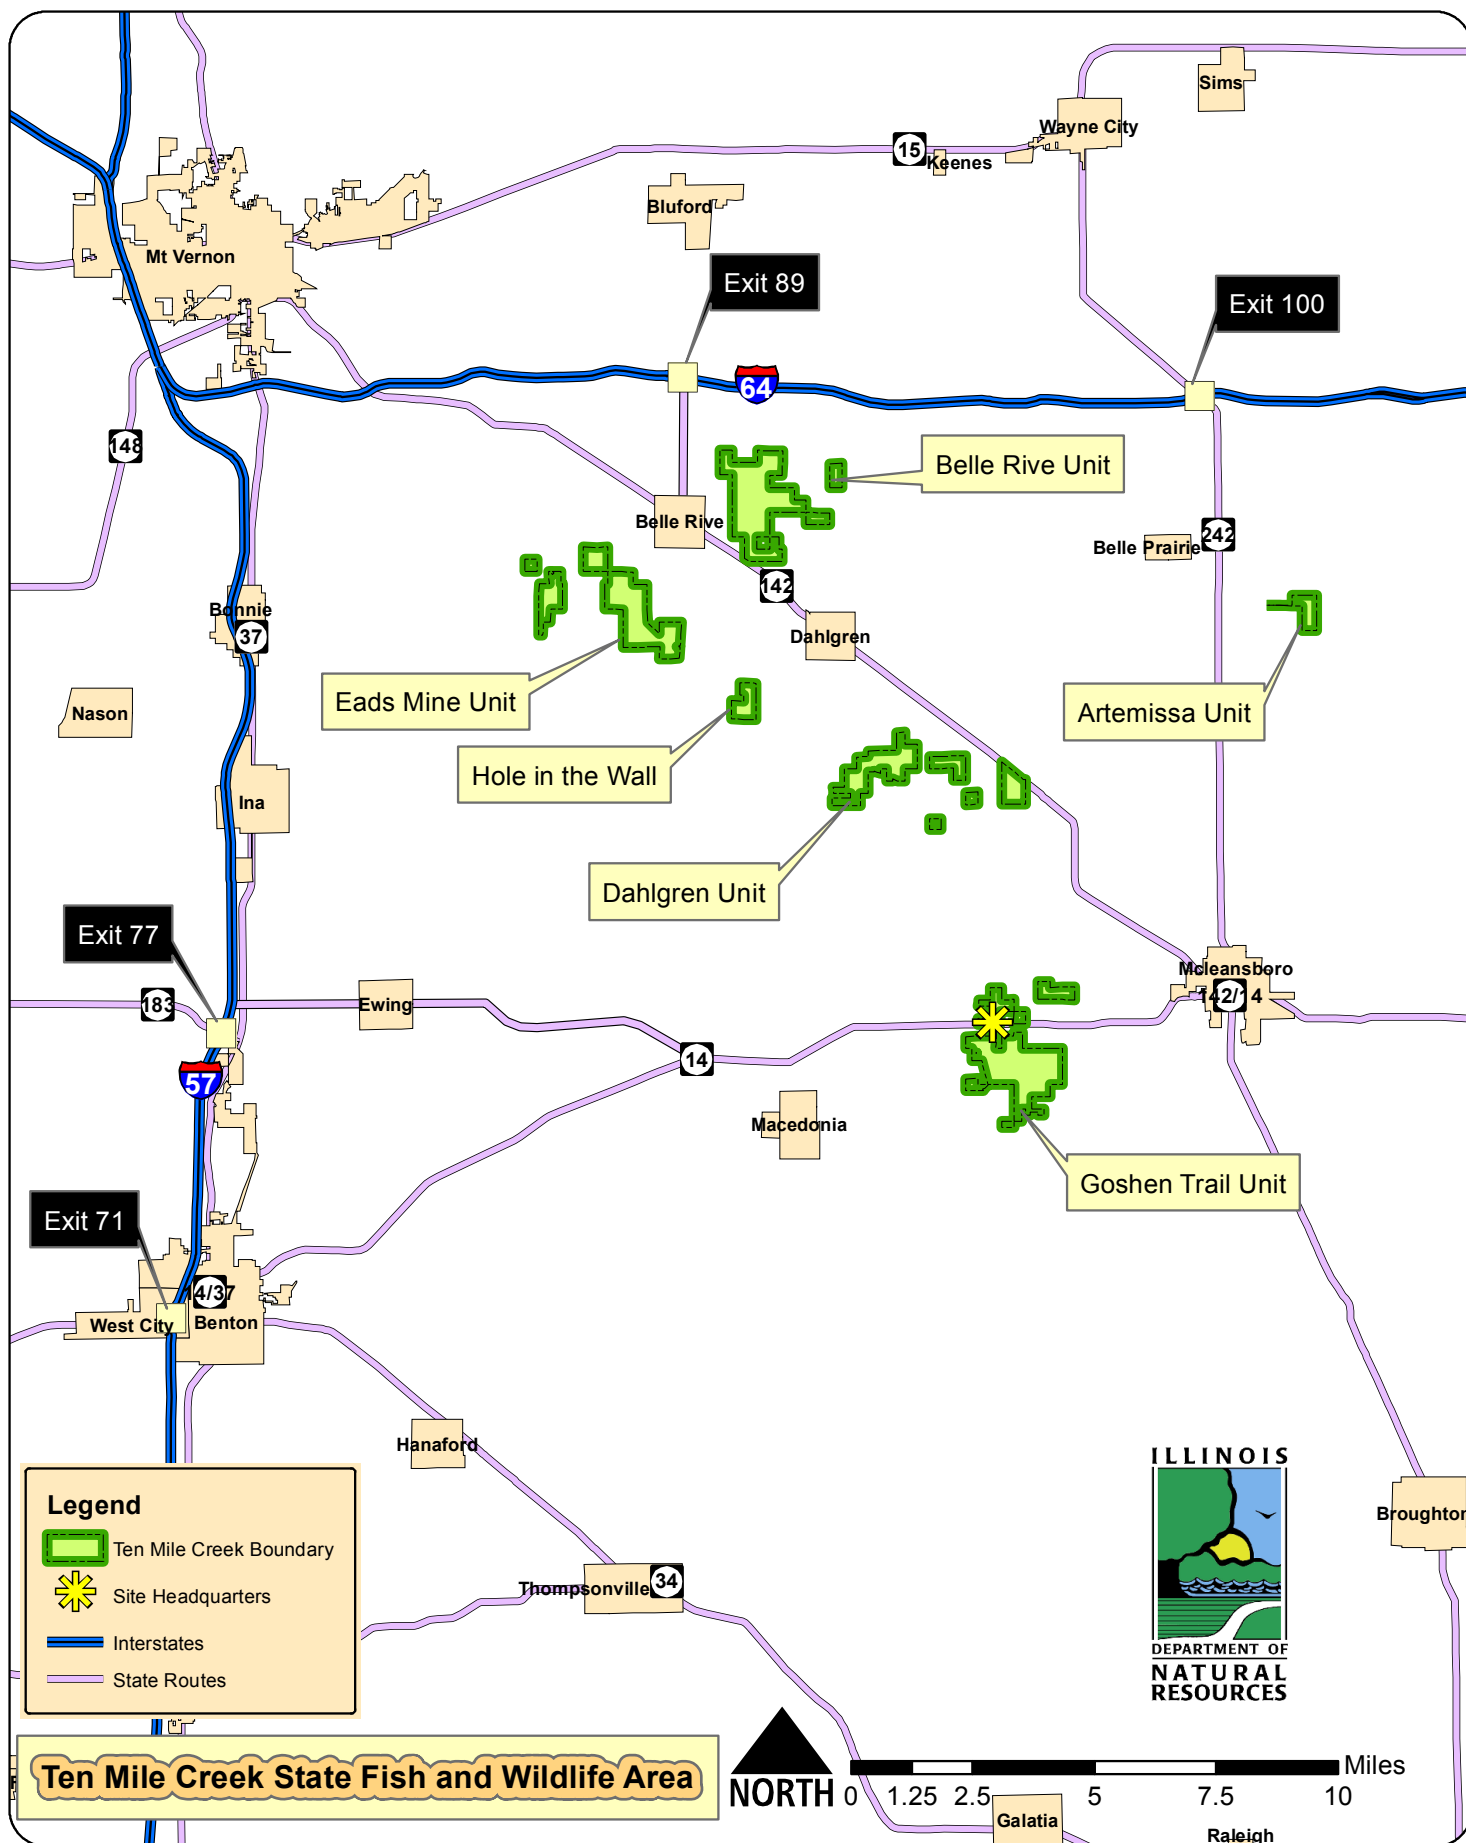 Sims
Wayne City
15
Keenes
Bluford
Mt Vernon
Exit 89
Exit 100
64
148
Belle Rive Unit
Belle Rive
242
Belle Prairie
142
Bonnie
37
Dahlgren
Eads Mine Unit
Nason
Artemissa Unit
Hole in the Wall
Ina
Dahlgren Unit
Exit 77
Mcleansboro
142/14
183
Ewing
14
57
Macedonia
Goshen Trail Unit
Exit 71
14/37
West City
Benton
Hanaford
ILLINOIS
DEPARTMENT OF
NATURAL
RESOURCES
Broughton
Legend
Ten Mile Creek Boundary
Site Headquarters
Interstates
State Routes
Thompsonville
34
Ten Mile Creek State Fish and Wildlife Area
NORTH
0 1.25 2.5 5 7.5 10
Miles
Galatia
Raleigh